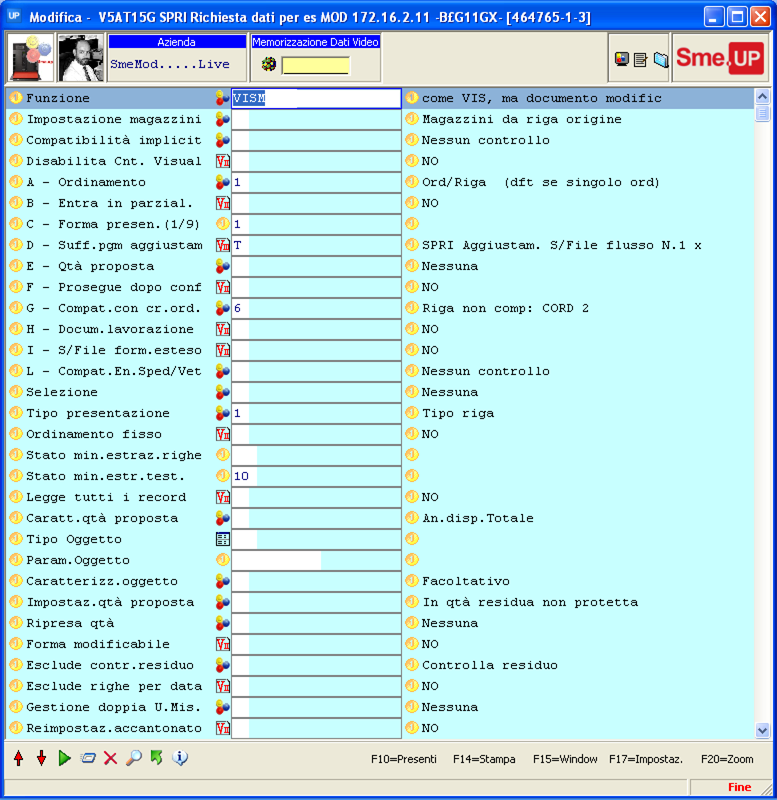 UP Modifica - V5AT15G SPRI Richiesta dati per es MOD 172.16.2.11 -B£G11GX- [464765-1-3]
Azienda
Memorizzazione Dati Video
SmeMod.....Live
Sme.UP
Funzione VISM come VIS, ma documento modific
Impostazione magazzini Magazzini da riga origine
Compatibilità implicit Nessun controllo
Disabilita Cnt. Visual NO
A - Ordinamento 1 Ord/Riga (dft se singolo ord)
B - Entra in parzial. NO
C - Forma presen.(1/9) 1
D - Suff.pgm aggiustam T SPRI Aggiustam. S/File flusso N.1 x
E - Qtà proposta Nessuna
F - Prosegue dopo conf NO
G - Compat.con cr.ord. 6 Riga non comp: CORD 2
H - Docum.lavorazione NO
I - S/File form.esteso NO
L - Compat.En.Sped/Vet Nessun controllo
Selezione Nessuna
Tipo presentazione 1 Tipo riga
Ordinamento fisso NO
Stato min.estraz.righe
Stato min.estr.test. 10
Legge tutti i record NO
Caratt.qtà proposta An.disp.Totale
Tipo Oggetto
Param.Oggetto
Caratterizz.oggetto Facoltativo
Impostaz.qtà proposta In qtà residua non protetta
Ripresa qtà Nessuna
Forma modificabile NO
Esclude contr.residuo Controlla residuo
Esclude righe per data NO
Gestione doppia U.Mis. Nessuna
Reimpostaz.accantonato NO
F10=Presenti F14=Stampa F15=Window F17=Impostaz. F20=Zoom
Fine